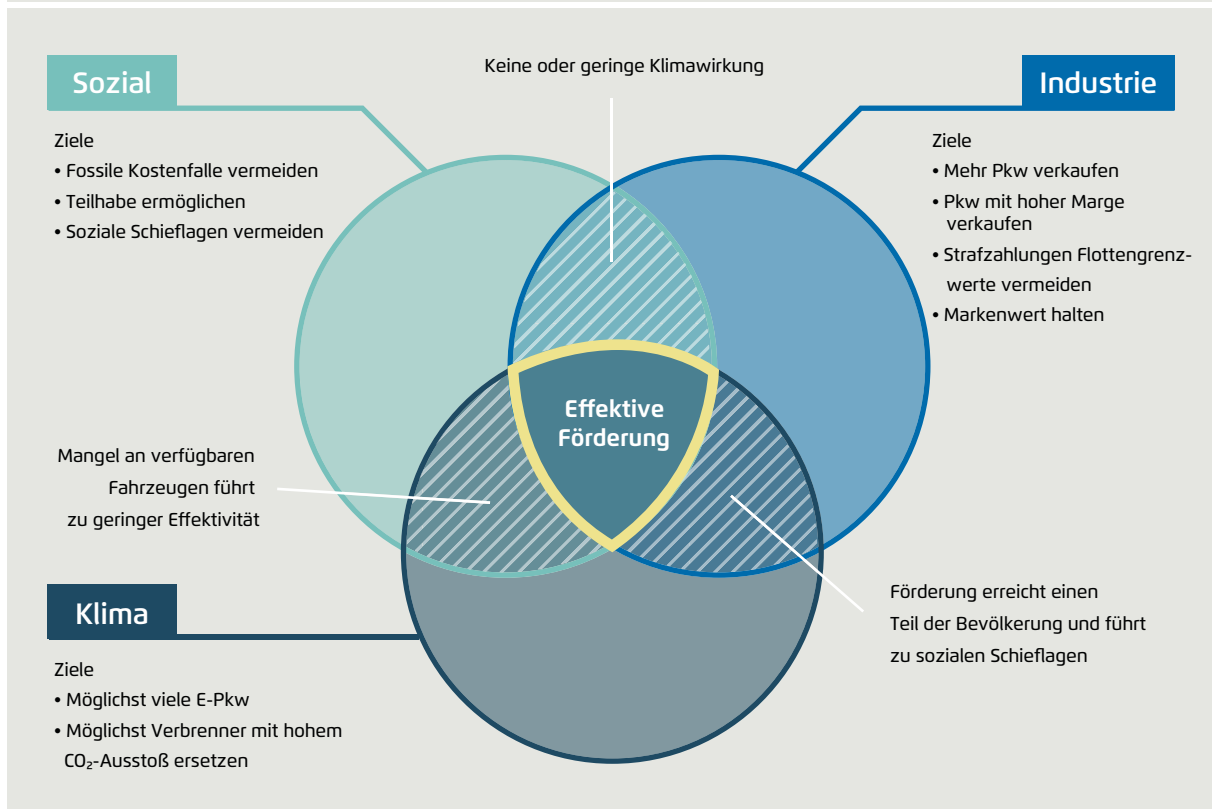 Keine oder geringe Klimawirkung
Sozial
Ziele
• Fossile Kostenfalle vermeiden
• Teilhabe ermöglichen
• Soziale Schieflagen vermeiden
Industrie
Ziele
• Mehr Pkw verkaufen
• Pkw mit hoher Marge
verkaufen
• Strafzahlungen Flottengrenz-
werte vermeiden
• Markenwert halten
Effektive
Förderung
Mangel an verfügbaren
Fahrzeugen führt
zu geringer Effektivität
Förderung erreicht einen
Teil der Bevölkerung und führt
zu sozialen Schieflagen
Klima
Ziele
• Möglichst viele E-Pkw
• Möglichst Verbrenner mit hohem
CO₂-Ausstoß ersetzen